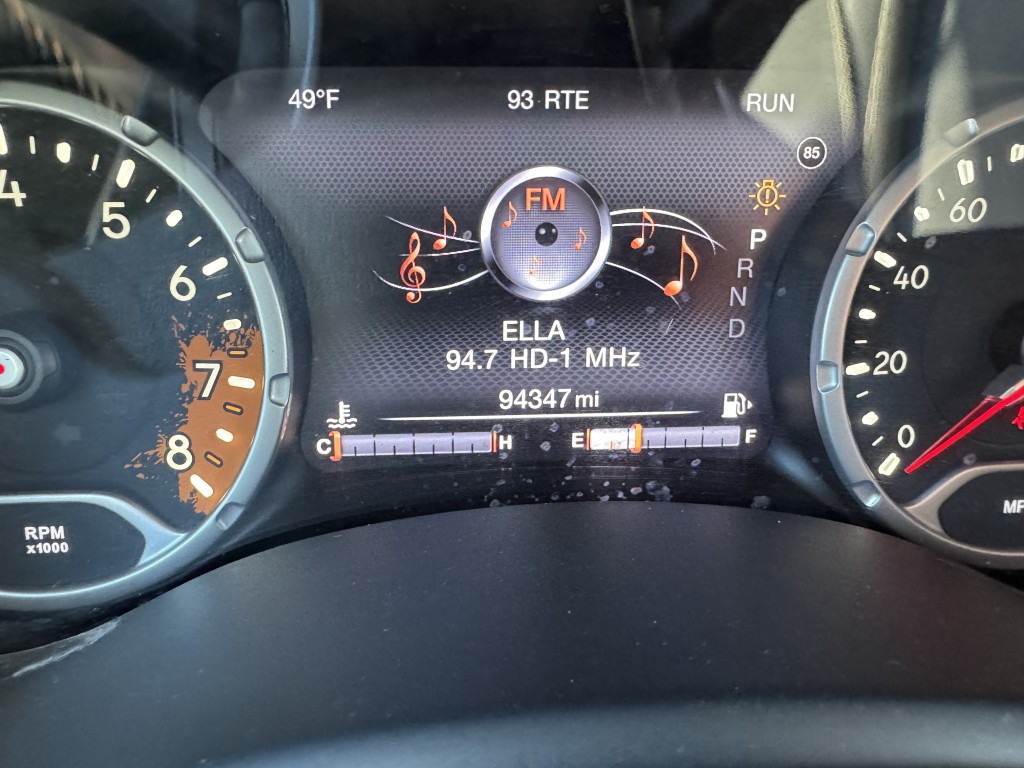 49°F
93 RTE
RUN
85
FM
P
R
N
D
ELLA
94.7 HD-1 MHz
94347 mi
C H
E F
4
5
6
7
8
RPM
x1000
60
40
20
0